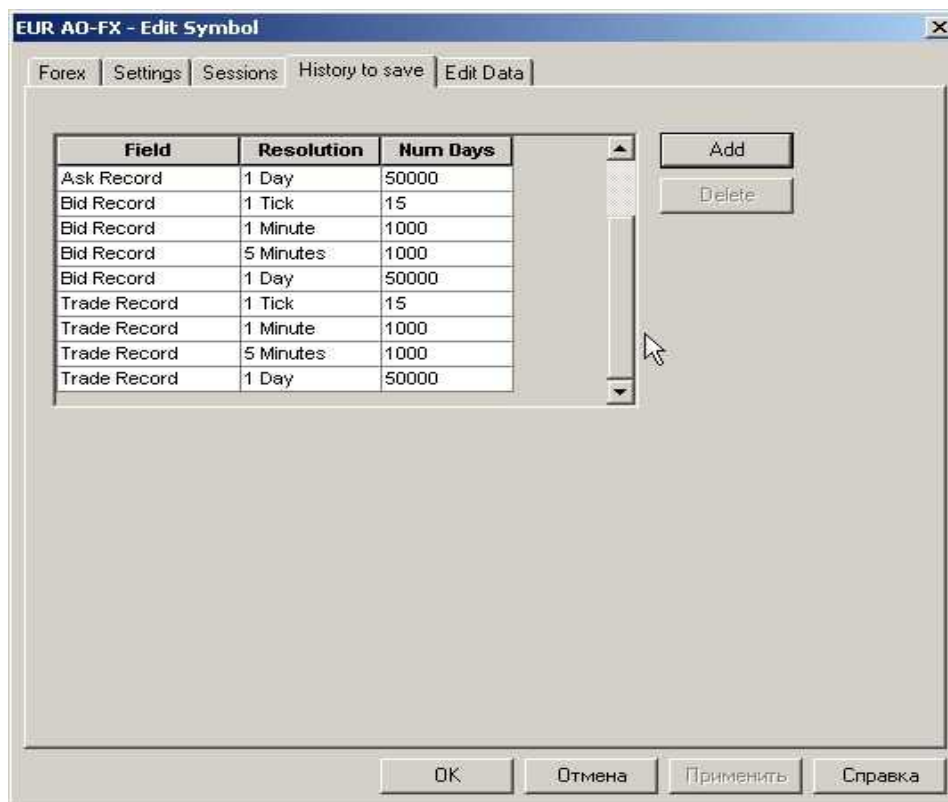 EUR AO-FX - Edit Symbol
Forex Settings Sessions History to save Edit Data
Field Resolution Num Days
Ask Record 1 Day 50000
Bid Record 1 Tick 15
Bid Record 1 Minute 1000
Bid Record 5 Minutes 1000
Bid Record 1 Day 50000
Trade Record 1 Tick 15
Trade Record 1 Minute 1000
Trade Record 5 Minutes 1000
Trade Record 1 Day 50000
Add
Delete
OK Отмена Применить Справка